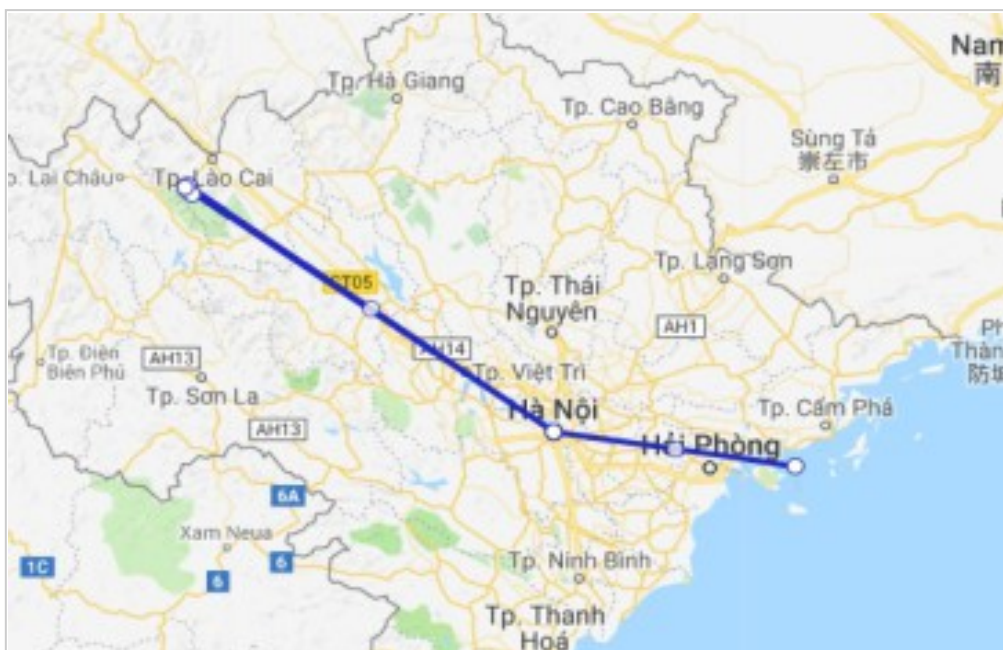 Nam
南
Tp. Hà Giang
Tp. Cao Bằng
Sùng Tả
崇左市
o. Lai Châu
Tp. Lào Cai
Tp. Lạng Sơn
CT05
Tp. Thái
Nguyên
AH1
Tp. Điện
Biên Phủ
AH13
AH14
Tp. Việt Trì
Tp. Sơn La
Hà Nội
AH13
Tp. Cẩm Phả
Hải Phòng
Thàn
防城
6A
Xam Neua
1C
6
6
Tp. Ninh Bình
Tp. Thanh
Hoá